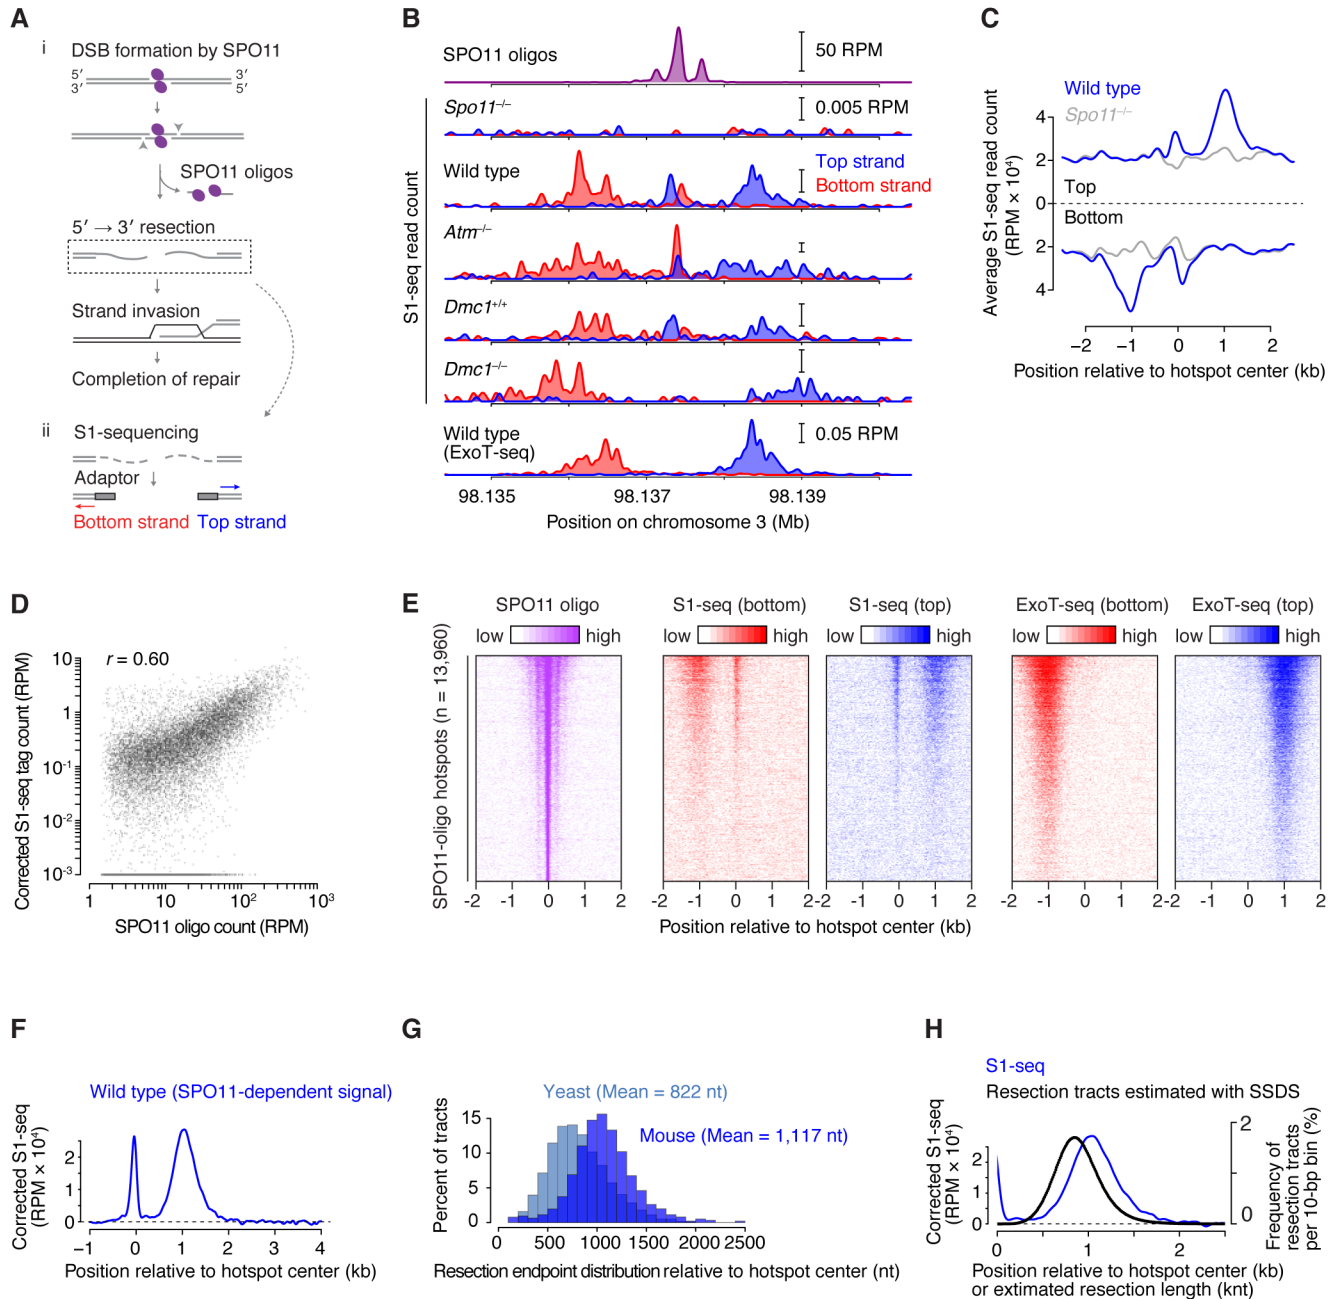 A
i
DSB formation by SPO11
5′ 3′
3′ 5′
SPO11 oligos
5′ → 3′ resection
Strand invasion
Completion of repair
ii
S1-sequencing
Adaptor
Bottom strand Top strand
B
SPO11 oligos
50 RPM
Spo11−/−
0.005 RPM
Wild type
Top strand
Bottom strand
Atm−/−
Dmc1+/+
Dmc1−/−
Wild type
(ExoT-seq)
0.05 RPM
S1-seq read count
98.135 98.137 98.139
Position on chromosome 3 (Mb)
C
Wild type
Spo11−/−
Average S1-seq read count
(RPM × 10⁴)
4
2
0
2
4
Top
Bottom
−2 −1 0 1 2
Position relative to hotspot center (kb)
D
r = 0.60
Corrected S1-seq tag count (RPM)
10
1
10⁻¹
10⁻²
10⁻³
1 10 10² 10³
SPO11 oligo count (RPM)
E
SPO11 oligo S1-seq (bottom) S1-seq (top) ExoT-seq (bottom) ExoT-seq (top)
low high low high low high low high low high
SPO11-oligo hotspots (n = 13,960)
-2 -1 0 1 2 -2 -1 0 1 2 -2 -1 0 1 2 -2 -1 0 1 2 -2 -1 0 1 2
Position relative to hotspot center (kb)
F
Wild type (SPO11-dependent signal)
Corrected S1-seq
(RPM × 10⁴)
2
1
0
−1 0 1 2 3 4
Position relative to hotspot center (kb)
G
Yeast (Mean = 822 nt)
Mouse (Mean = 1,117 nt)
Percent of tracts
15
10
5
0
0 500 1000 1500 2000 2500
Resection endpoint distribution relative to hotspot center (nt)
H
S1-seq
Resection tracts estimated with SSDS
Corrected S1-seq
(RPM × 10⁴)
2
1
0
2
1
0
Frequency of
resection tracts
per 10-bp bin (%)
0 1 2
Position relative to hotspot center (kb)
or extimated resection length (knt)